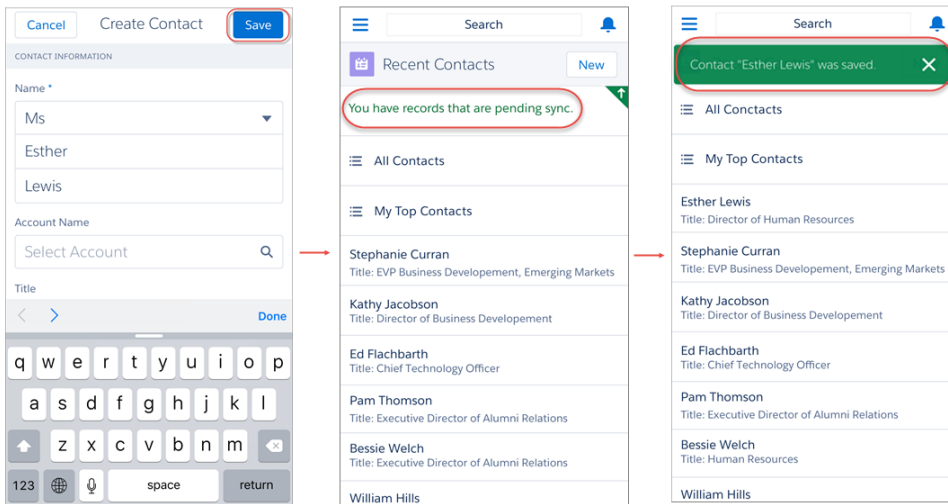 Cancel Create Contact Save
CONTACT INFORMATION
Name *
Ms
Esther
Lewis
Account Name
Select Account
Title
Done
q w e r t y u i o p
a s d f g h j k l
z x c v b n m
123 space return
Search
Recent Contacts New
You have records that are pending sync.
All Contacts
My Top Contacts
Stephanie Curran
Title: EVP Business Developement, Emerging Markets
Kathy Jacobson
Title: Director of Business Developement
Ed Flachbarth
Title: Chief Technology Officer
Pam Thomson
Title: Executive Director of Alumni Relations
Bessie Welch
Title: Executive Director of Alumni Relations
William Hills
Search
Contact "Esther Lewis" was saved.
All Conctacts
My Top Contacts
Esther Lewis
Title: Director of Human Resources
Stephanie Curran
Title: EVP Business Developement, Emerging Markets
Kathy Jacobson
Title: Director of Business Developement
Ed Flachbarth
Title: Chief Technology Officer
Pam Thomson
Title: Executive Director of Alumni Relations
Bessie Welch
Title: Human Resources
William Hills